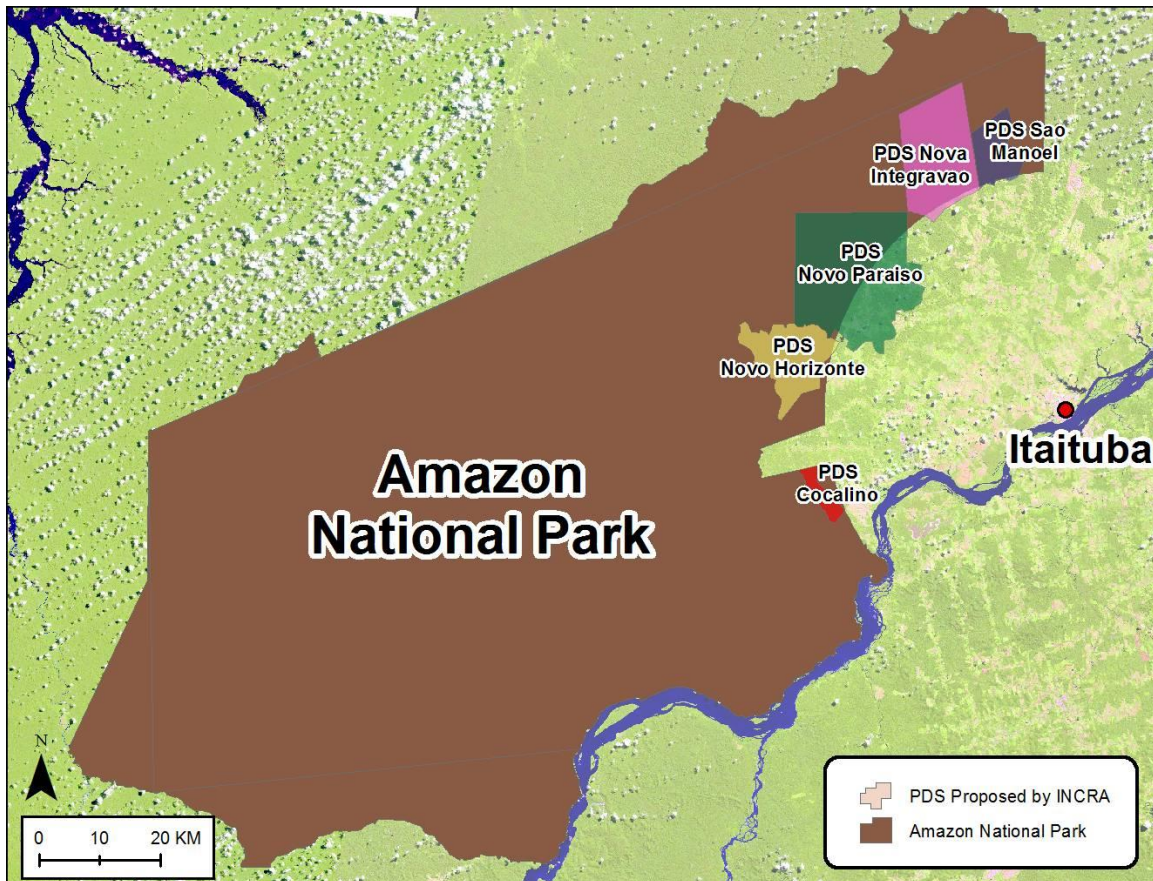 PDS Sao
Manoel
PDS Nova
Integravao
PDS
Novo Paraiso
PDS
Novo Horizonte
Itaituba
PDS
Cocalino
Amazon
National Park
N
0 10 20 KM
PDS Proposed by INCRA
Amazon National Park